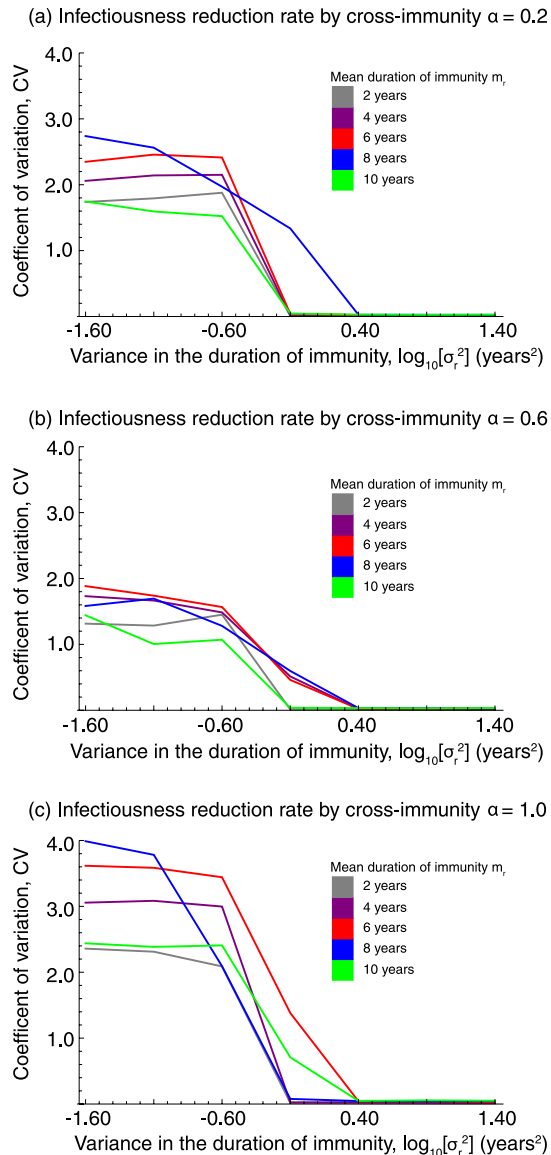 (a) Infectiousness reduction rate by cross-immunity α = 0.2
4.0
3.0
2.0
1.0
Coefficent of variation, CV
Mean duration of immunity mr
2 years
4 years
6 years
8 years
10 years
-1.60 -0.60 0.40 1.40
Variance in the duration of immunity, log10[σr2] (years2)
(b) Infectiousness reduction rate by cross-immunity α = 0.6
4.0
3.0
2.0
1.0
Coefficent of variation, CV
Mean duration of immunity mr
2 years
4 years
6 years
8 years
10 years
-1.60 -0.60 0.40 1.40
Variance in the duration of immunity, log10[σr2] (years2)
(c) Infectiousness reduction rate by cross-immunity α = 1.0
4.0
3.0
2.0
1.0
Coefficent of variation, CV
Mean duration of immunity mr
2 years
4 years
6 years
8 years
10 years
-1.60 -0.60 0.40 1.40
Variance in the duration of immunity, log10[σr2] (years2)